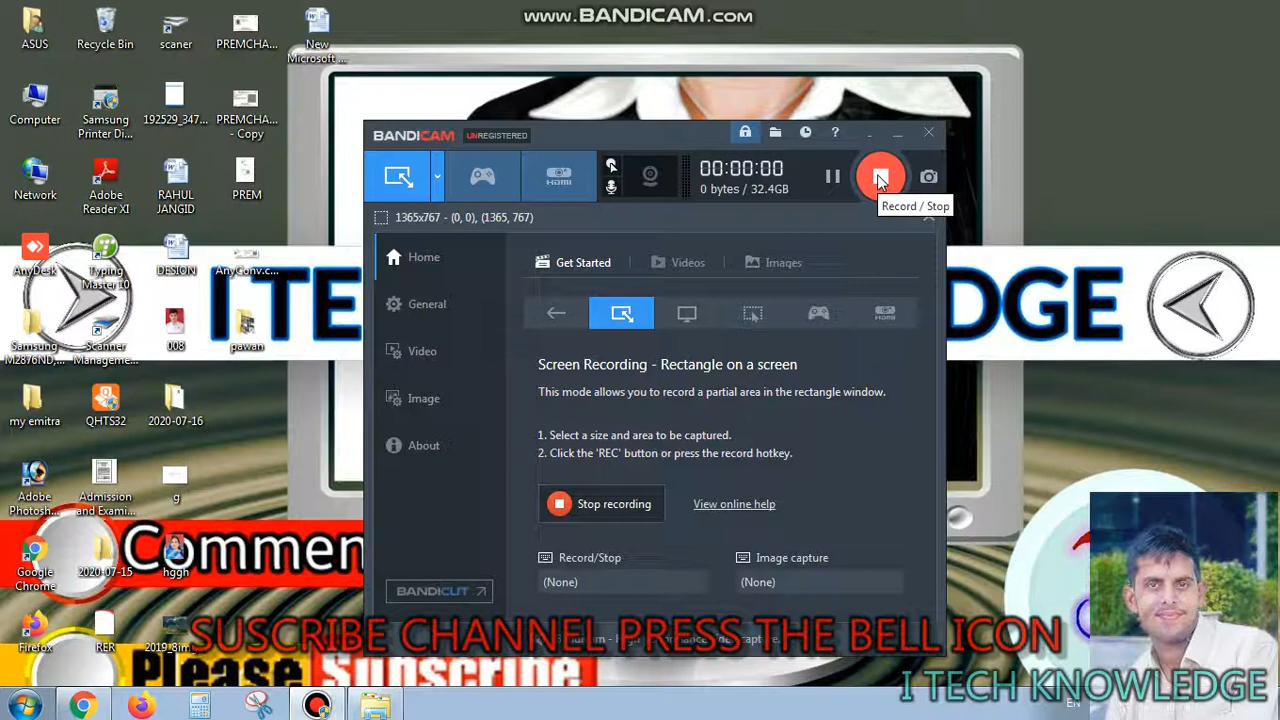 www.BANDICAM.com
ASUS
Recycle Bin
scaner
PREMCHA...
New Microsoft ...
Computer
Samsung Printer Di...
192529_347...
PREMCHA... - Copy
Network
Adobe Reader XI
RAHUL JANGID
PREM
AnyDesk
Typing Master 10
DESIGN
AnyConv.c...
Samsung M2876ND,...
Scanner Manageme...
008
pawan
my emitra
QHTS32
2020-07-16
Adobe Photosh...
Admission and Exami...
g
Google Chrome
2020-07-15
hggh
Firefox
RER
BANDICAM UNREGISTERED
?
HDMI
00:00:00
0 bytes / 32.4GB
Record / Stop
1365x767 - (0, 0), (1365, 767)
Home
General
Video
Image
About
BANDICUT
Get Started
Videos
Images
HDMI
Screen Recording - Rectangle on a screen
This mode allows you to record a partial area in the rectangle window.
1. Select a size and area to be captured.
2. Click the 'REC' button or press the record hotkey.
Stop recording
View online help
Record/Stop
Image capture
(None)
(None)
I TE
DGE
Commen
Please Subscribe
SUSCRIBE CHANNEL PRESS THE BELL ICON
I TECH KNOWLEDGE
EN